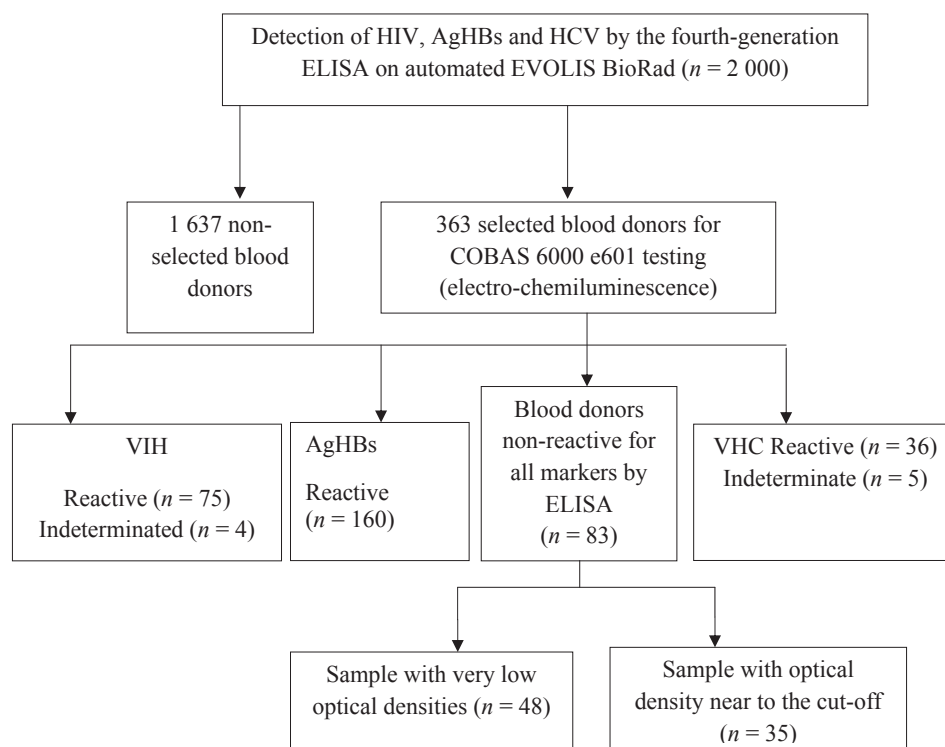 Detection of HIV, AgHBs and HCV by the fourth-generation
ELISA on automated EVOLIS BioRad (n = 2 000)
1 637 non-
selected blood
donors
363 selected blood donors for
COBAS 6000 e601 testing
(electro-chemiluminescence)
VIH
Reactive (n = 75)
Indeterminated (n = 4)
AgHBs
Reactive
(n = 160)
Blood donors
non-reactive for
all markers by
ELISA
(n = 83)
VHC Reactive (n = 36)
Indeterminate (n = 5)
Sample with very low
optical densities (n = 48)
Sample with optical
density near to the cut-off
(n = 35)